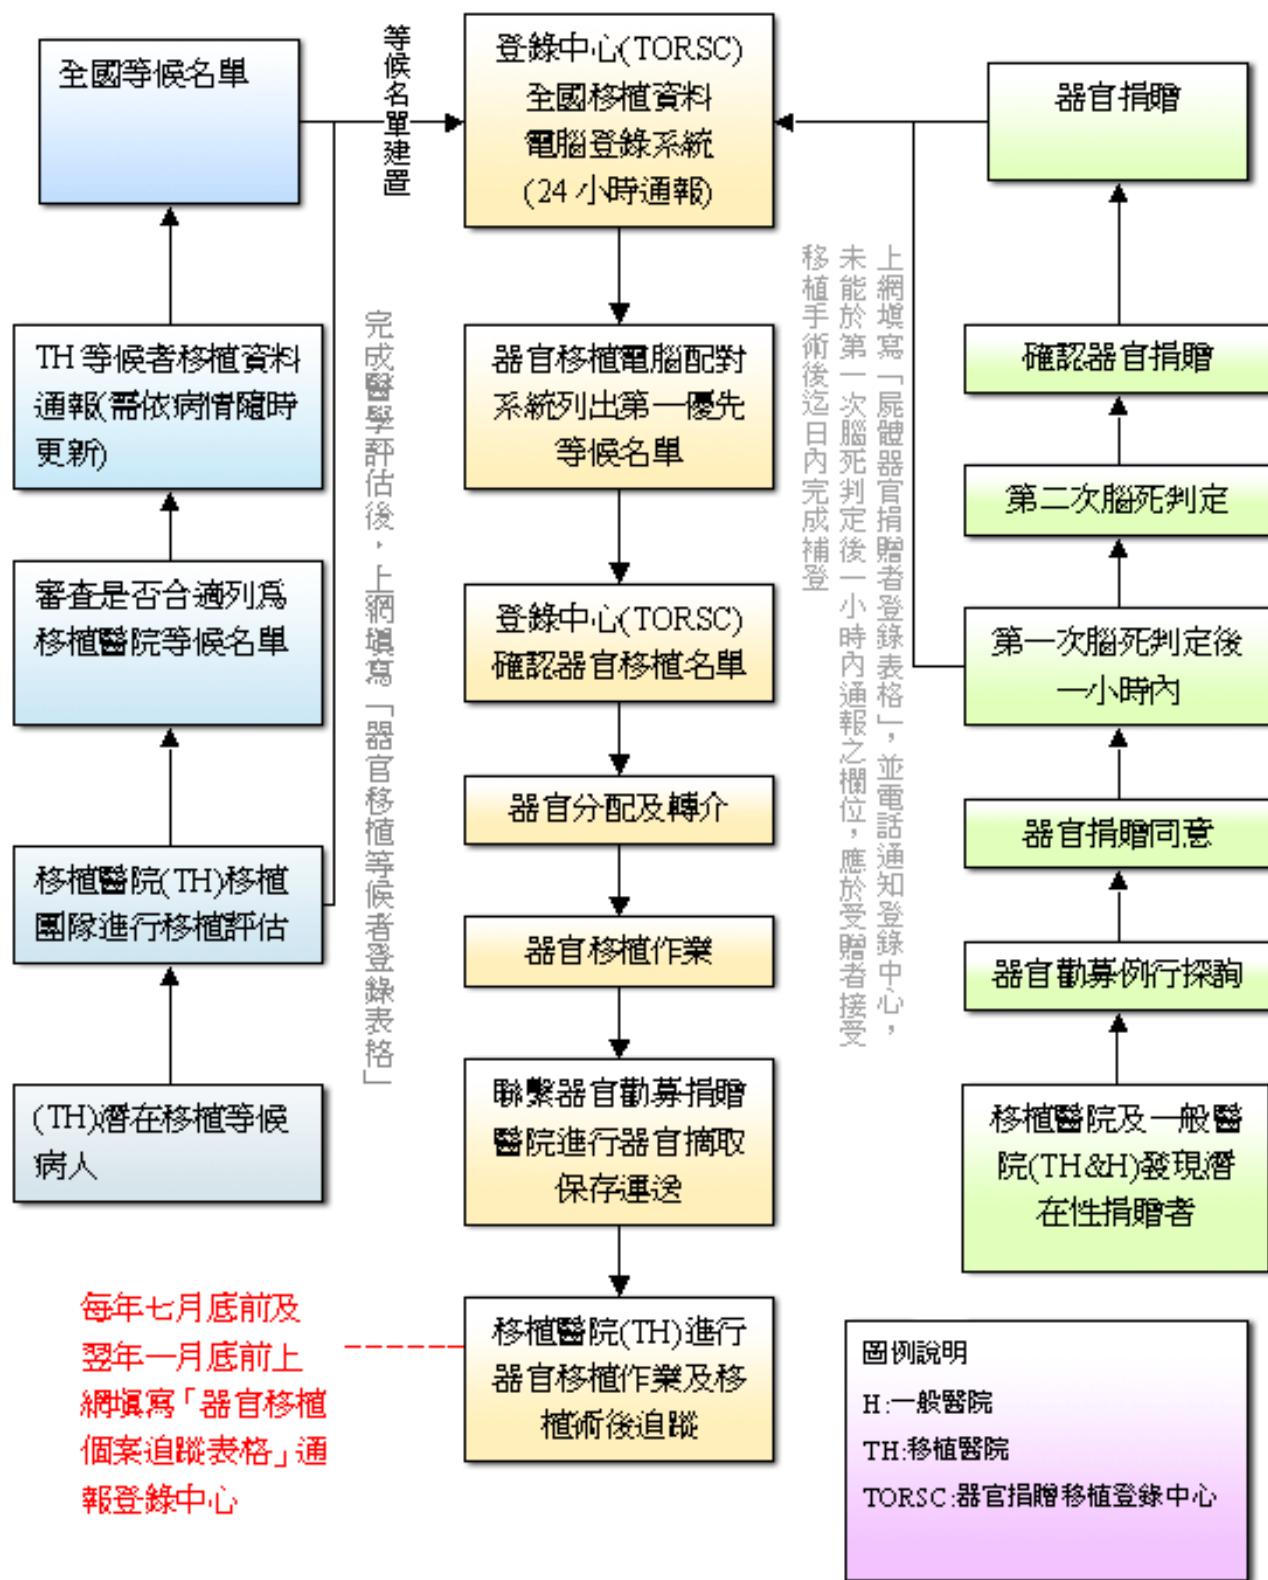 全國等候名單
TH 等候者移植資料
通報(需依病情隨時
更新)
審查是否合適列為
移植醫院等候名單
移植醫院(TH)移植
團隊進行移植評估
(TH)潛在移植等候
病人
等候名單建置
完成醫學評估後，上網填寫「器官移植等候者登錄表格」
登錄中心(TORSC)
全國移植資料
電腦登錄系統
(24 小時通報)
器官移植電腦配對
系統列出第一優先
等候名單
登錄中心(TORSC)
確認器官移植名單
器官分配及轉介
器官移植作業
聯繫器官勸募捐贈
醫院進行器官摘取
保存運送
移植醫院(TH)進行
器官移植作業及移
植術後追蹤
每年七月底前及
翌年一月底前上
網填寫「器官移植
個案追蹤表格」通
報登錄中心
上網填寫「屍體器官捐贈者登錄表格」，並電話通知登錄中心，
未能於第一次腦死判定後一小時內通報之欄位，應於受贈者接受
移植手術後迄日內完成補登
器官捐贈
確認器官捐贈
第二次腦死判定
第一次腦死判定後
一小時內
器官捐贈同意
器官勸募例行探詢
移植醫院及一般醫
院(TH&H)發現潛
在性捐贈者
圖例說明
H:一般醫院
TH:移植醫院
TORSC:器官捐贈移植登錄中心